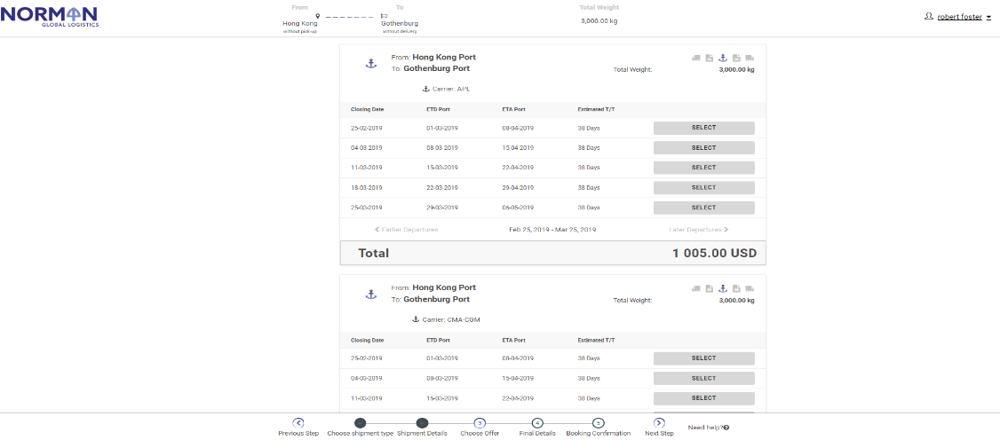 NORMAN
GLOBAL LOGISTICS
From To Total Weight
Hong Kong Gothenburg 3,000.00 kg
without pick-up without delivery
robert foster
From: Hong Kong Port
To: Gothenburg Port
Total Weight: 3,000.00 kg
Carrier: APL
Closing Date ETD Port ETA Port Estimated T/T
25-02-2019 01-03-2019 08-04-2019 38 Days SELECT
04-03-2019 08-03-2019 15-04-2019 38 Days SELECT
11-03-2019 15-03-2019 22-04-2019 38 Days SELECT
18-03-2019 22-03-2019 29-04-2019 38 Days SELECT
25-03-2019 29-03-2019 06-05-2019 38 Days SELECT
Earlier Departures Feb 25, 2019 - Mar 25, 2019 Later Departures
Total 1 005.00 USD
From: Hong Kong Port
To: Gothenburg Port
Total Weight: 3,000.00 kg
Carrier: CMA-CGM
Closing Date ETD Port ETA Port Estimated T/T
25-02-2019 01-03-2019 08-04-2019 38 Days SELECT
04-03-2019 08-03-2019 15-04-2019 38 Days SELECT
11-03-2019 15-03-2019 22-04-2019 38 Days SELECT
3 4 5
Previous Step Choose shipment type Shipment Details Choose Offer Final Details Booking Confirmation Next Step Need help?